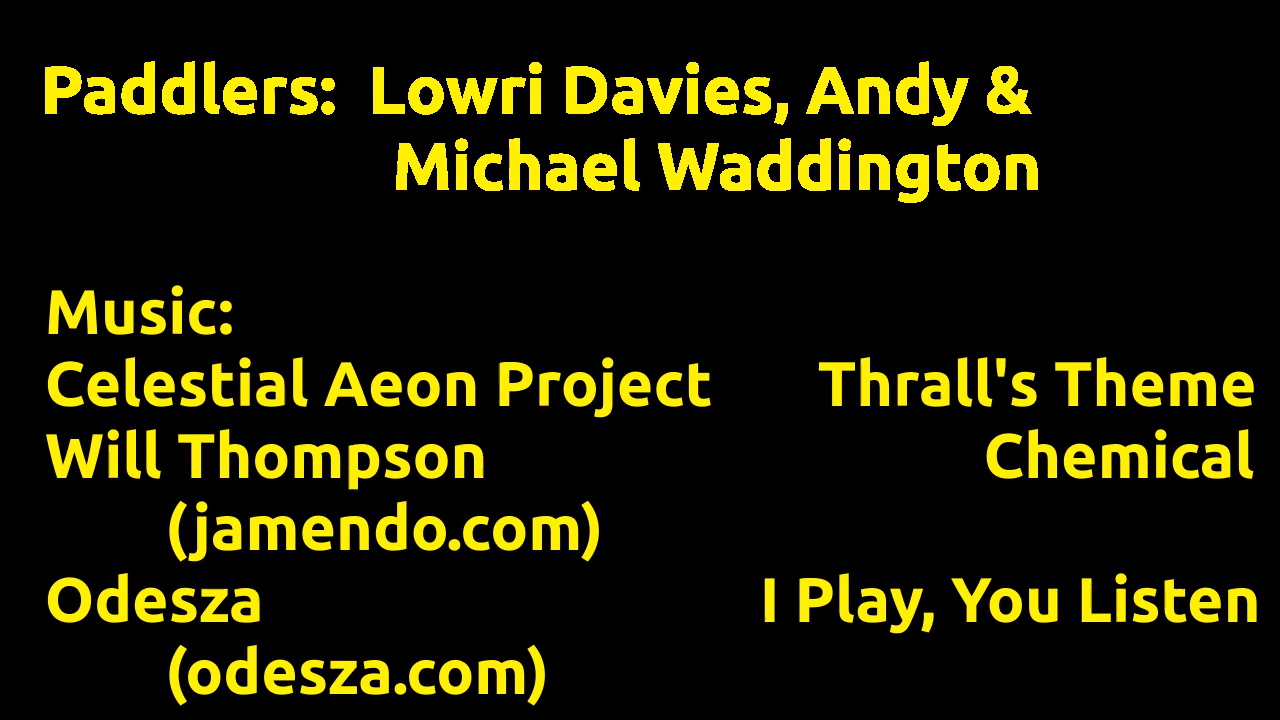 Paddlers: Lowri Davies, Andy &
Michael Waddington
Music:
Celestial Aeon Project Thrall's Theme
Will Thompson Chemical
(jamendo.com)
Odesza I Play, You Listen
(odesza.com)